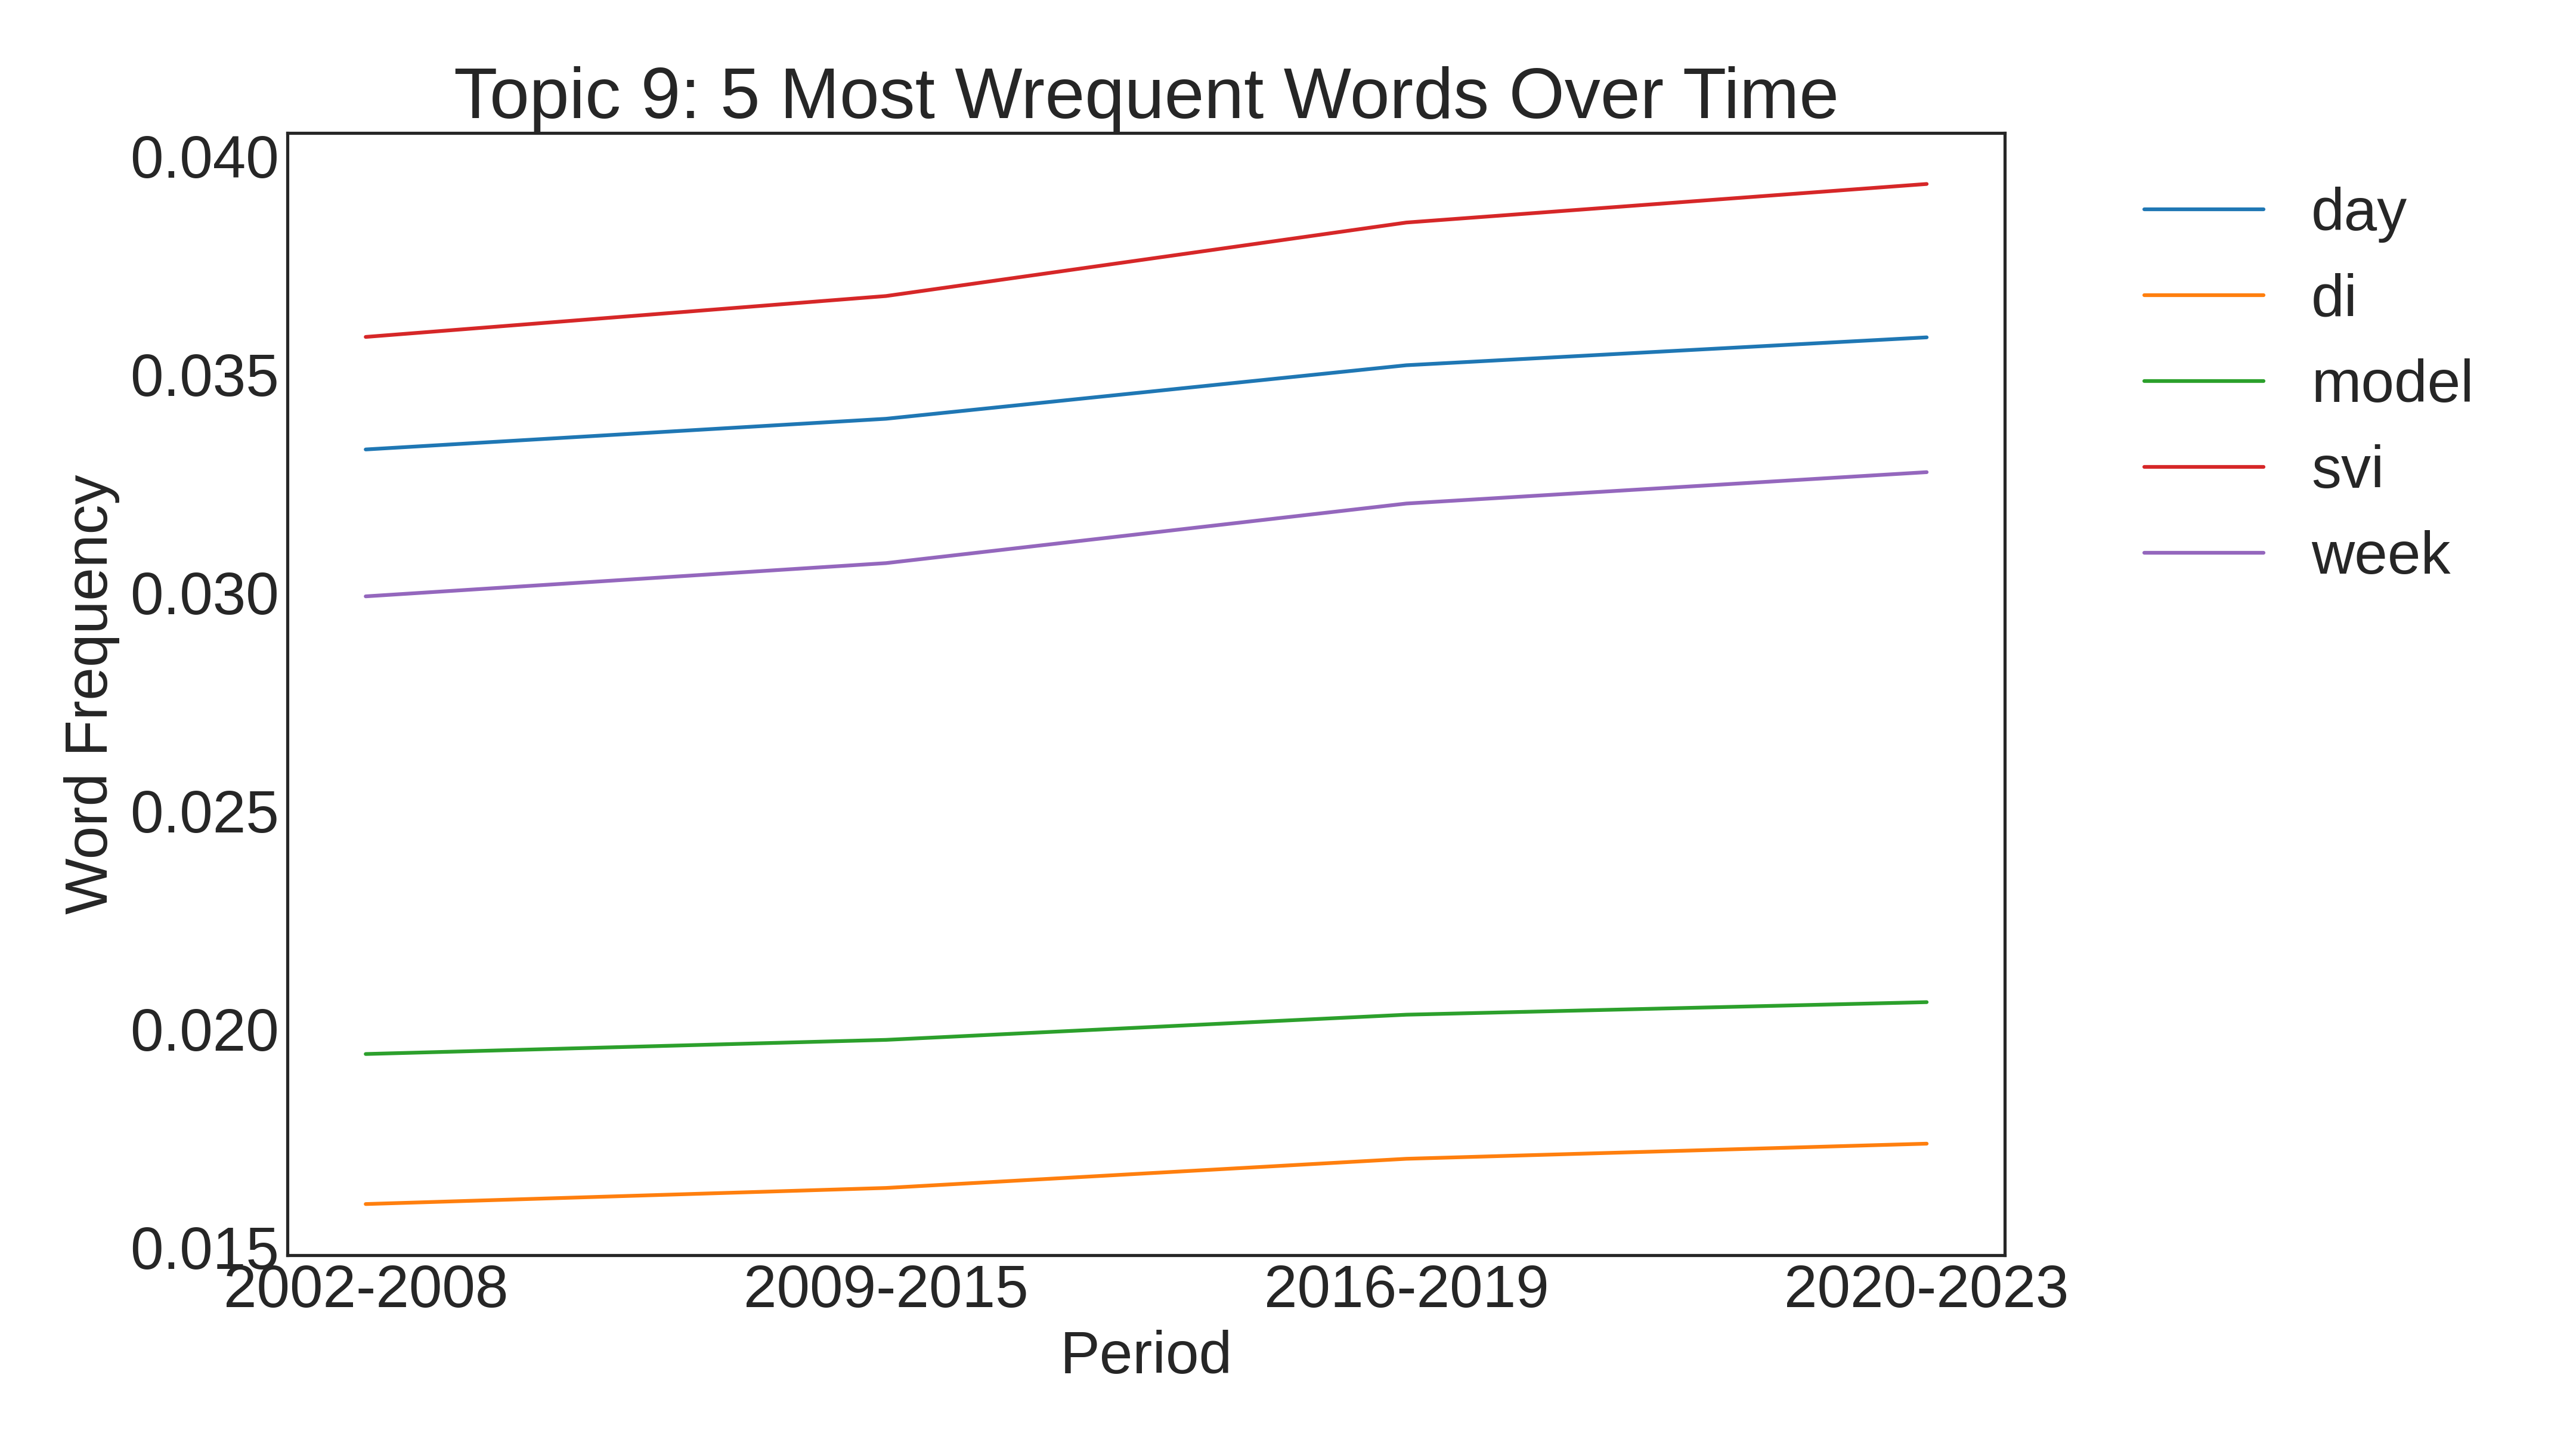 Topic 9: 5 Most Wrequent Words Over Time
0.040
0.035
0.030
0.025
0.020
0.015
Word Frequency
2002-2008
2009-2015
2016-2019
2020-2023
Period
day
di
model
svi
week